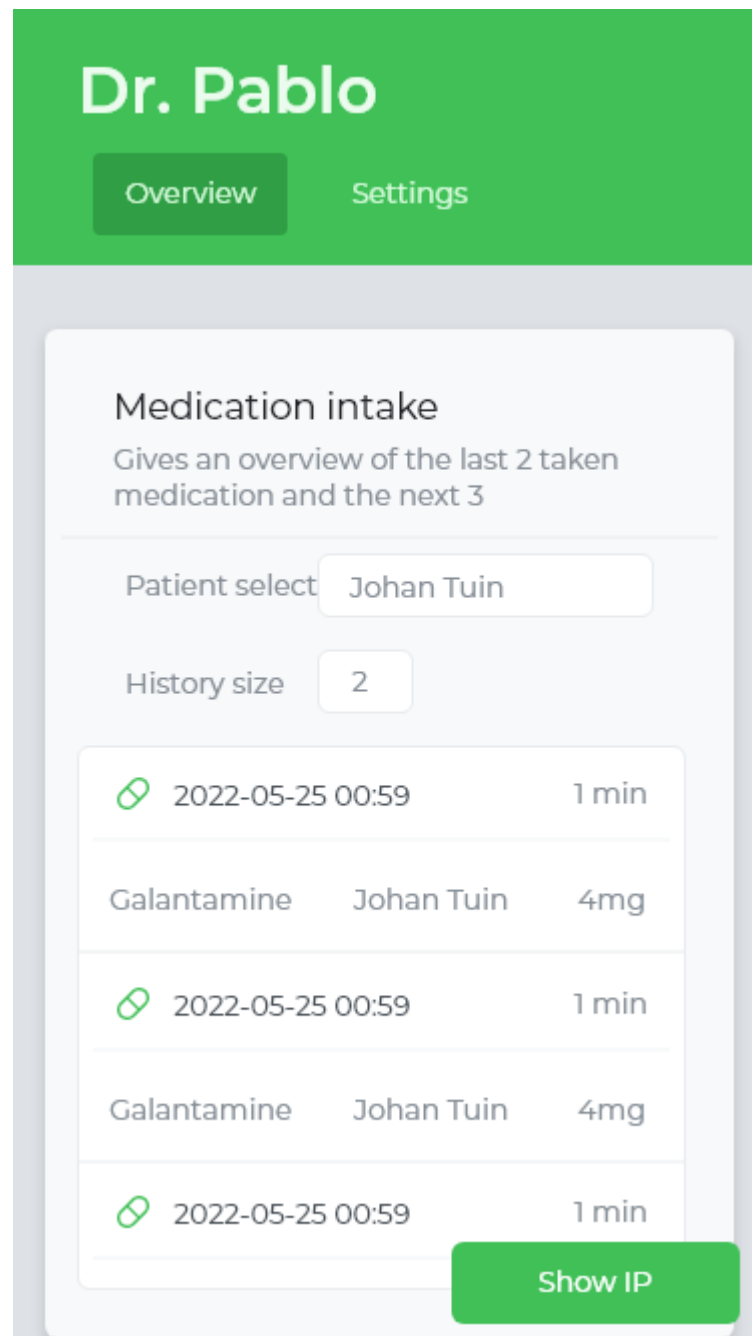 Dr. Pablo
Overview Settings
Medication intake
Gives an overview of the last 2 taken
medication and the next 3
Patient select Johan Tuin
History size 2
2022-05-25 00:59 1 min
Galantamine Johan Tuin 4mg
2022-05-25 00:59 1 min
Galantamine Johan Tuin 4mg
2022-05-25 00:59 1 min
Show IP